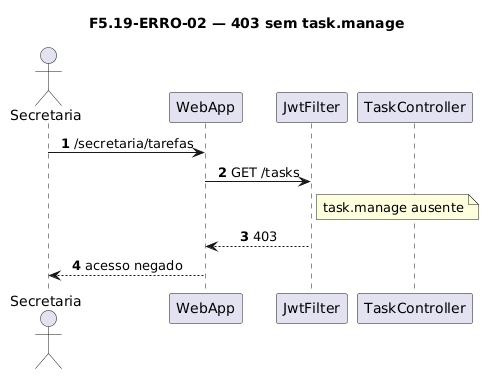 F5.19-ERRO-02 — 403 sem task.manage
Secretaria
WebApp
JwtFilter
TaskController
1 /secretaria/tarefas
2 GET /tasks
task.manage ausente
3 403
4 acesso negado
Secretaria
WebApp
JwtFilter
TaskController